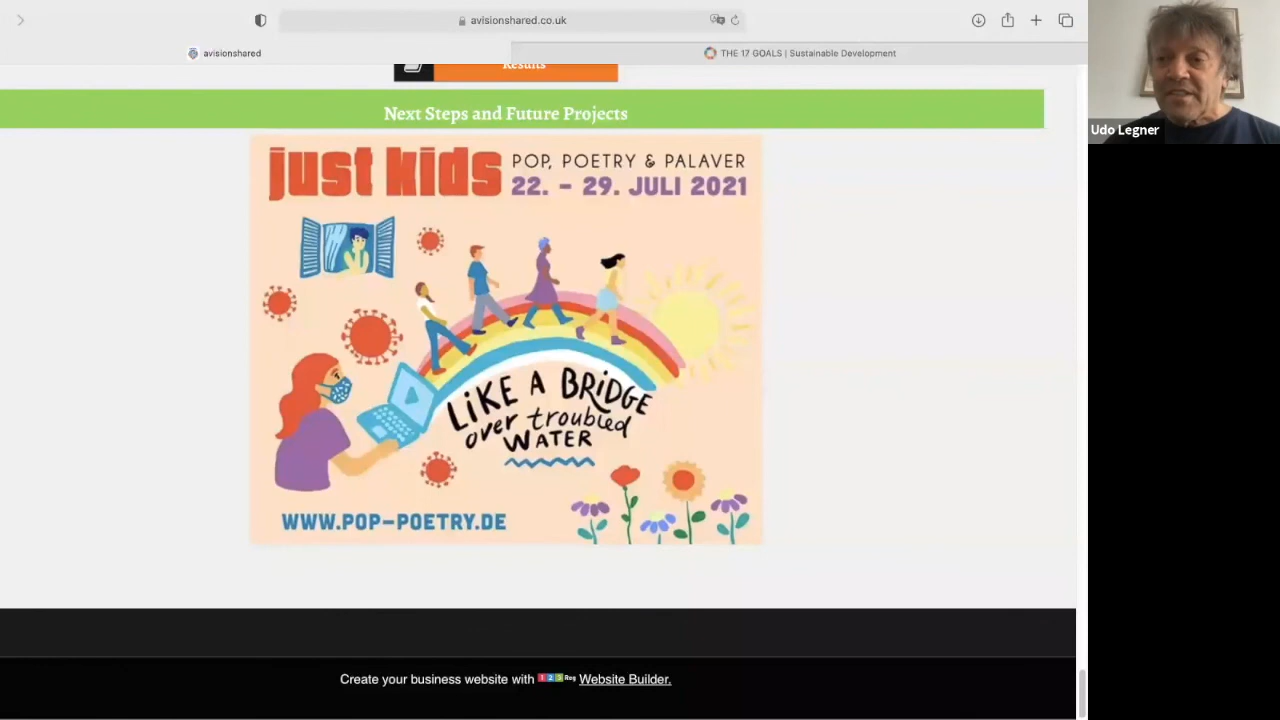 avisionshared.co.uk
avisionshared
THE 17 GOALS | Sustainable Development
Results
Next Steps and Future Projects
just kids
POP, POETRY & PALAVER
22. - 29. JULI 2021
LiKE A BRiDGE
over troubled
WATER
WWW.POP-POETRY.DE
Create your business website with 123 Reg Website Builder.
Udo Legner